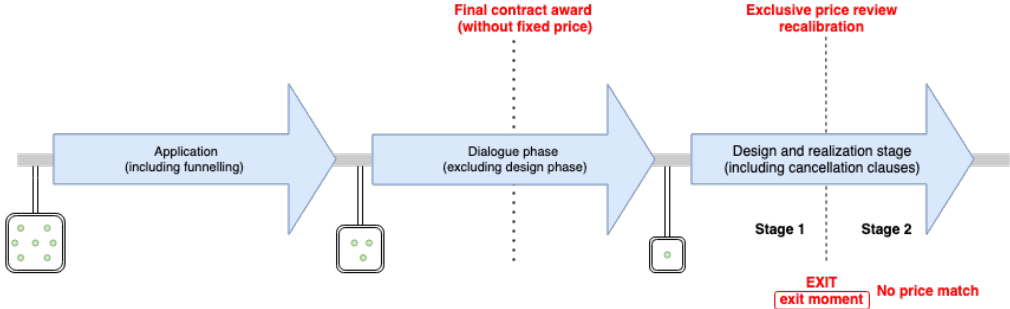 Final contract award
(without fixed price)
Exclusive price review
recalibration
Application
(including funnelling)
Dialogue phase
(excluding design phase)
Design and realization stage
(including cancellation clauses)
Stage 1
Stage 2
EXIT
exit moment
No price match